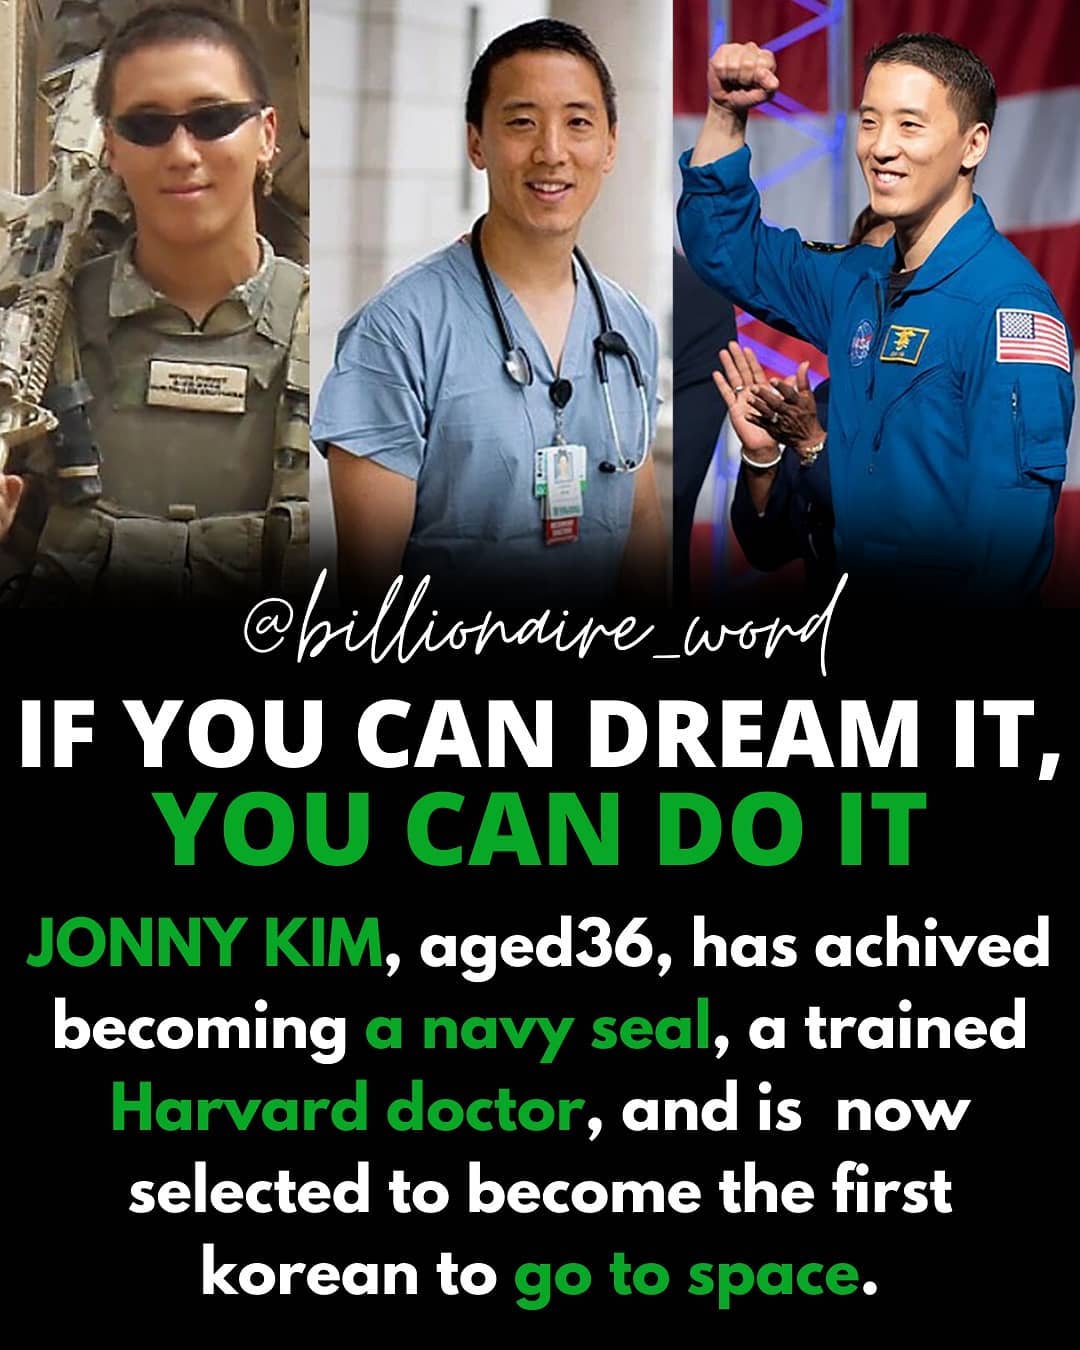 @billionaire_word
IF YOU CAN DREAM IT,
YOU CAN DO IT
JONNY KIM, aged36, has achived
becoming a navy seal, a trained
Harvard doctor, and is now
selected to become the first
korean to go to space.